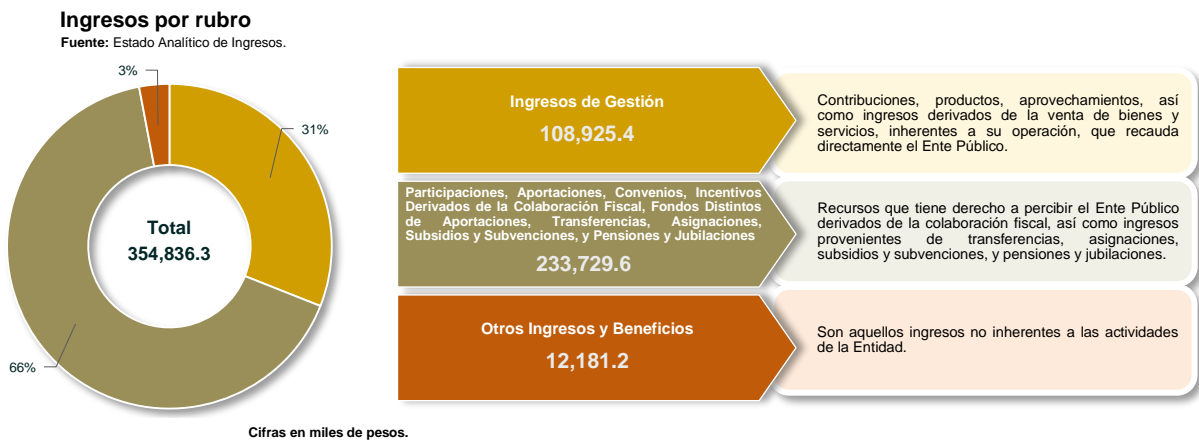 Ingresos por rubro
Fuente: Estado Analítico de Ingresos.
3%
31%
66%
Total
354,836.3
Ingresos de Gestión
108,925.4
Contribuciones, productos, aprovechamientos, así
como ingresos derivados de la venta de bienes y
servicios, inherentes a su operación, que recauda
directamente el Ente Público.
Participaciones, Aportaciones, Convenios, Incentivos
Derivados de la Colaboración Fiscal, Fondos Distintos
de Aportaciones, Transferencias, Asignaciones,
Subsidios y Subvenciones, y Pensiones y Jubilaciones
233,729.6
Recursos que tiene derecho a percibir el Ente Público
derivados de la colaboración fiscal, así como ingresos
provenientes de transferencias, asignaciones,
subsidios y subvenciones, y pensiones y jubilaciones.
Otros Ingresos y Beneficios
12,181.2
Son aquellos ingresos no inherentes a las actividades
de la Entidad.
Cifras en miles de pesos.